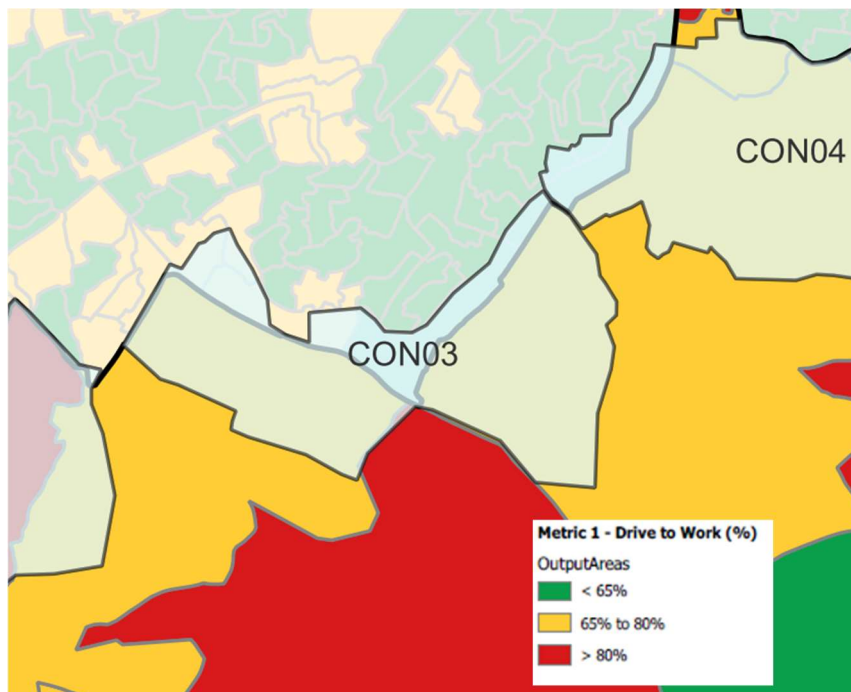 CON04
CON03
Metric 1 - Drive to Work (%)
OutputAreas
< 65%
65% to 80%
> 80%